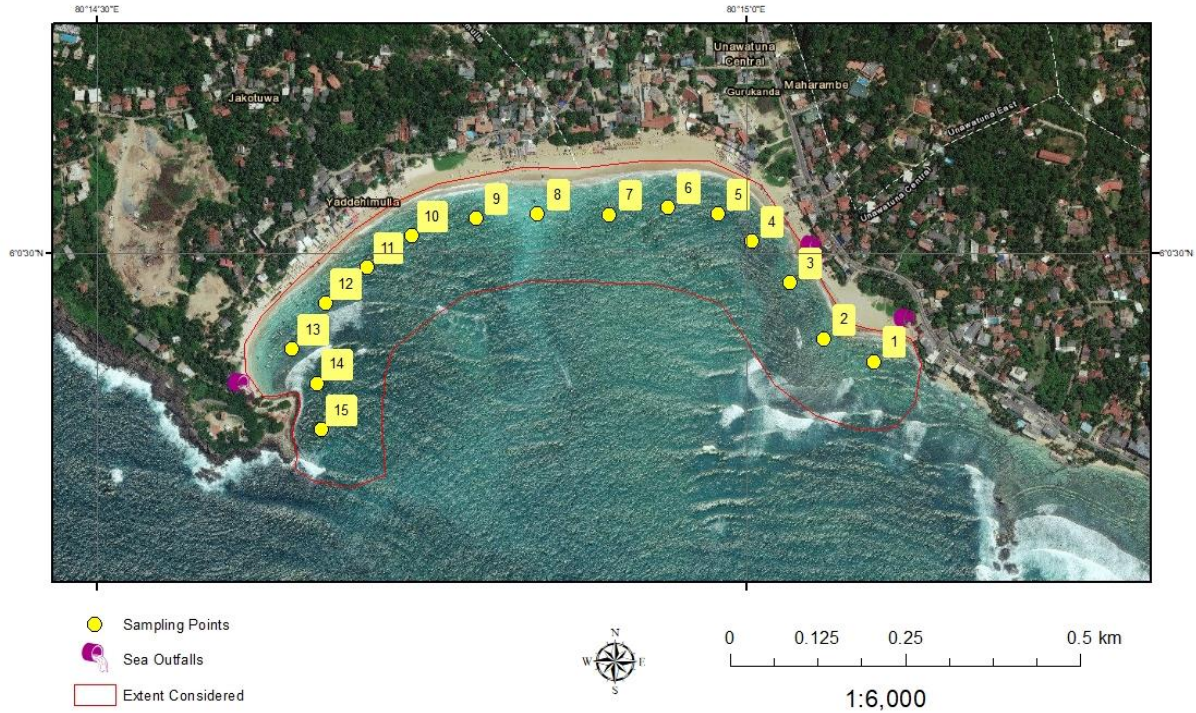 80°14'30"E
80°15'0"E
Unawatuna
Central
Gurukanda
Maharambe
Jakotuwa
Unawatuna East
Unawatuna Central
Yaddehimulla
9
8
7
6
5
10
4
11
6°0'30"N
6°0'30"N
3
12
2
13
1
14
15
Sampling Points
Sea Outfalls
Extent Considered
N
W
E
S
0
0.125
0.25
0.5 km
1:6,000